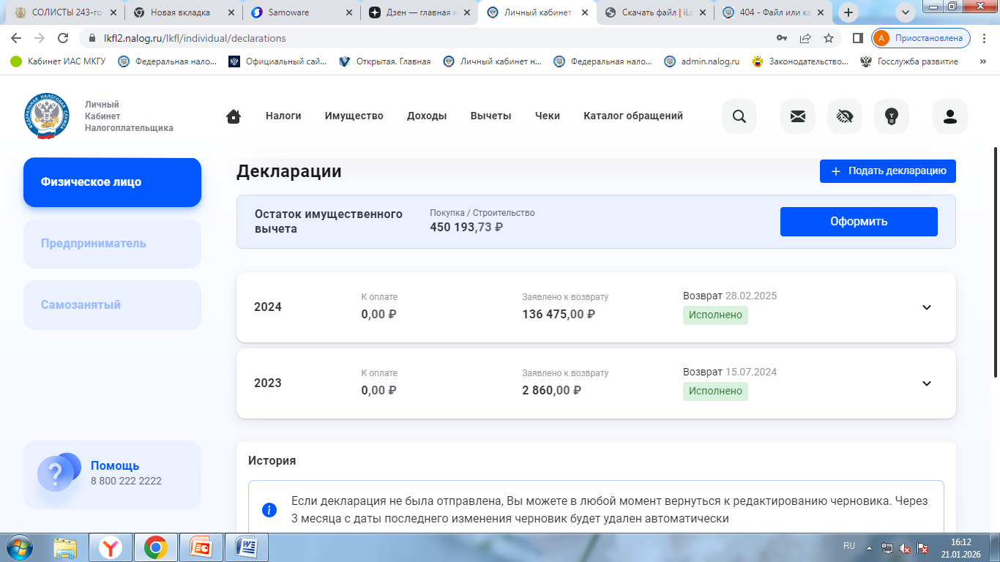 СОЛИСТЫ 243-го
Новая вкладка
Samoware
Дзен — главная н
Личный кабинет
Скачать файл | iLo
404 - Файл или ка
lkfl2.nalog.ru/lkfl/individual/declarations
А
Приостановлена
Кабинет ИАС МКГУ
Федеральная нало...
Официальный сай...
Открытая. Главная
Личный кабинет н...
Федеральная нало...
admin.nalog.ru
Законодательство...
Госслужба развитие
»
ФЕДЕРАЛЬНАЯ НАЛОГОВАЯ СЛУЖБА
Личный
Кабинет
Налогоплательщика
Налоги
Имущество
Доходы
Вычеты
Чеки
Каталог обращений
Физическое лицо
Предприниматель
Самозанятый
Помощь
8 800 222 2222
Декларации
+ Подать декларацию
Остаток имущественного
вычета
Покупка / Строительство
450 193,73 ₽
Оформить
2024
К оплате
0,00 ₽
Заявлено к возврату
136 475,00 ₽
Возврат 28.02.2025
Исполнено
2023
К оплате
0,00 ₽
Заявлено к возврату
2 860,00 ₽
Возврат 15.07.2024
Исполнено
История
Если декларация не была отправлена, Вы можете в любой момент вернуться к редактированию черновика. Через
3 месяца с даты последнего изменения черновик будет удален автоматически
RU
16:12
21.01.2026